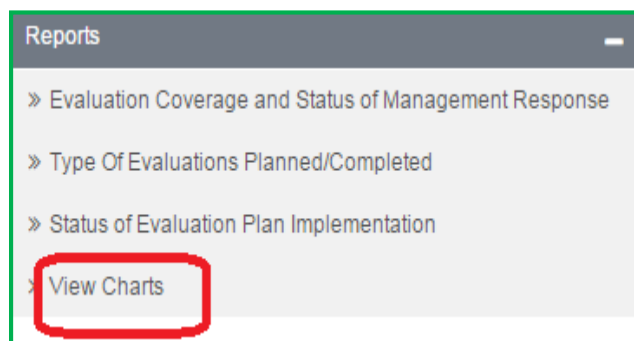 Reports
» Evaluation Coverage and Status of Management Response
» Type Of Evaluations Planned/Completed
» Status of Evaluation Plan Implementation
» View Charts